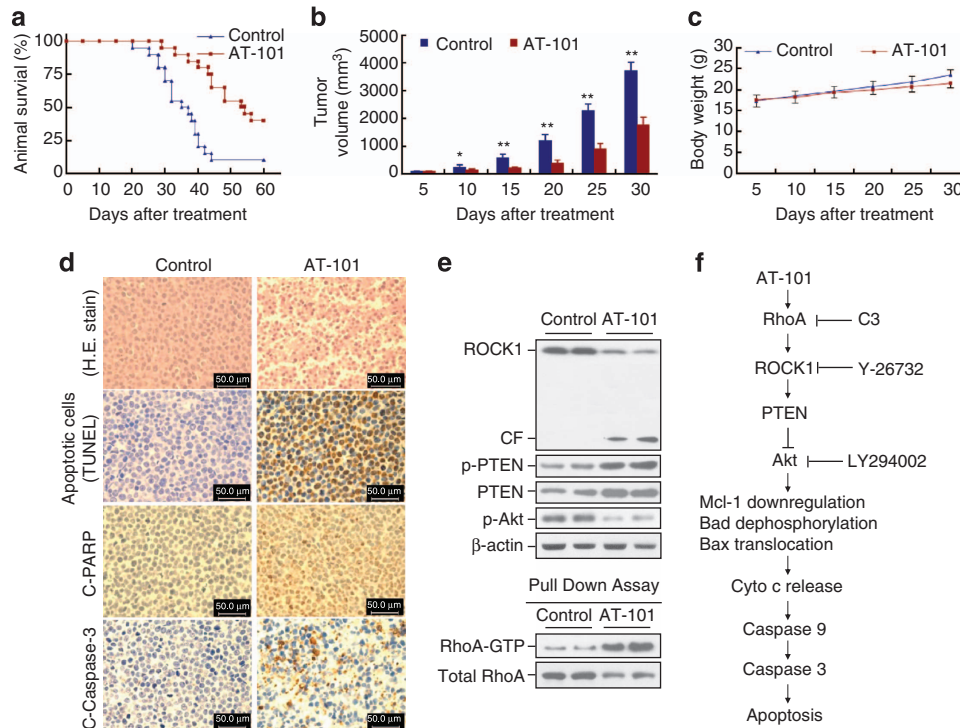 a
Control
AT-101
Animal survial (%)
100
75
50
25
0
0 10 20 30 40 50 60
Days after treatment
b
Control AT-101
Tumor
volume (mm3)
5000
4000
3000
2000
1000
0
* ** ** ** **
5 10 15 20 25 30
Days after treatment
c
Control AT-101
Body weight (g)
30
25
20
15
10
5
0
5 10 15 20 25 30
Days after treatment
d
Control AT-101
(H.E. stain)
50.0 µm 50.0 µm
Apoptotic cells
(TUNEL)
50.0 µm 50.0 µm
C-PARP
50.0 µm 50.0 µm
C-Caspase-3
50.0 µm 50.0 µm
e
Control AT-101
ROCK1
CF
p-PTEN
PTEN
p-Akt
β-actin
Pull Down Assay
Control AT-101
RhoA-GTP
Total RhoA
f
AT-101
RhoA C3
ROCK1 Y-26732
PTEN
Akt LY294002
Mcl-1 downregulation
Bad dephosphorylation
Bax translocation
Cyto c release
Caspase 9
Caspase 3
Apoptosis